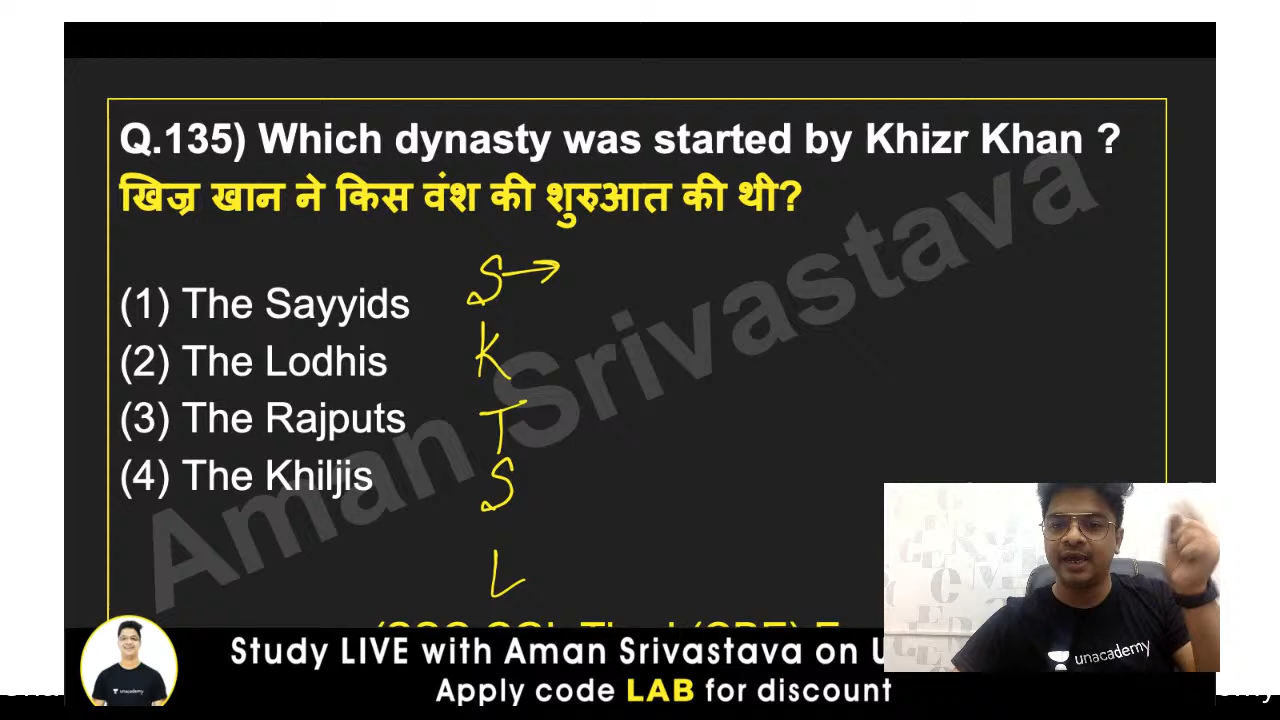 Q.135) Which dynasty was started by Khizr Khan ?
खिज्र खान ने किस वंश की शुरुआत की थी?
(1) The Sayyids
(2) The Lodhis
(3) The Rajputs
(4) The Khiljis
S→
K
T
S
L
Aman Srivastava
unacademy
Study LIVE with Aman Srivastava on U
Apply code LAB for discount
unacademy